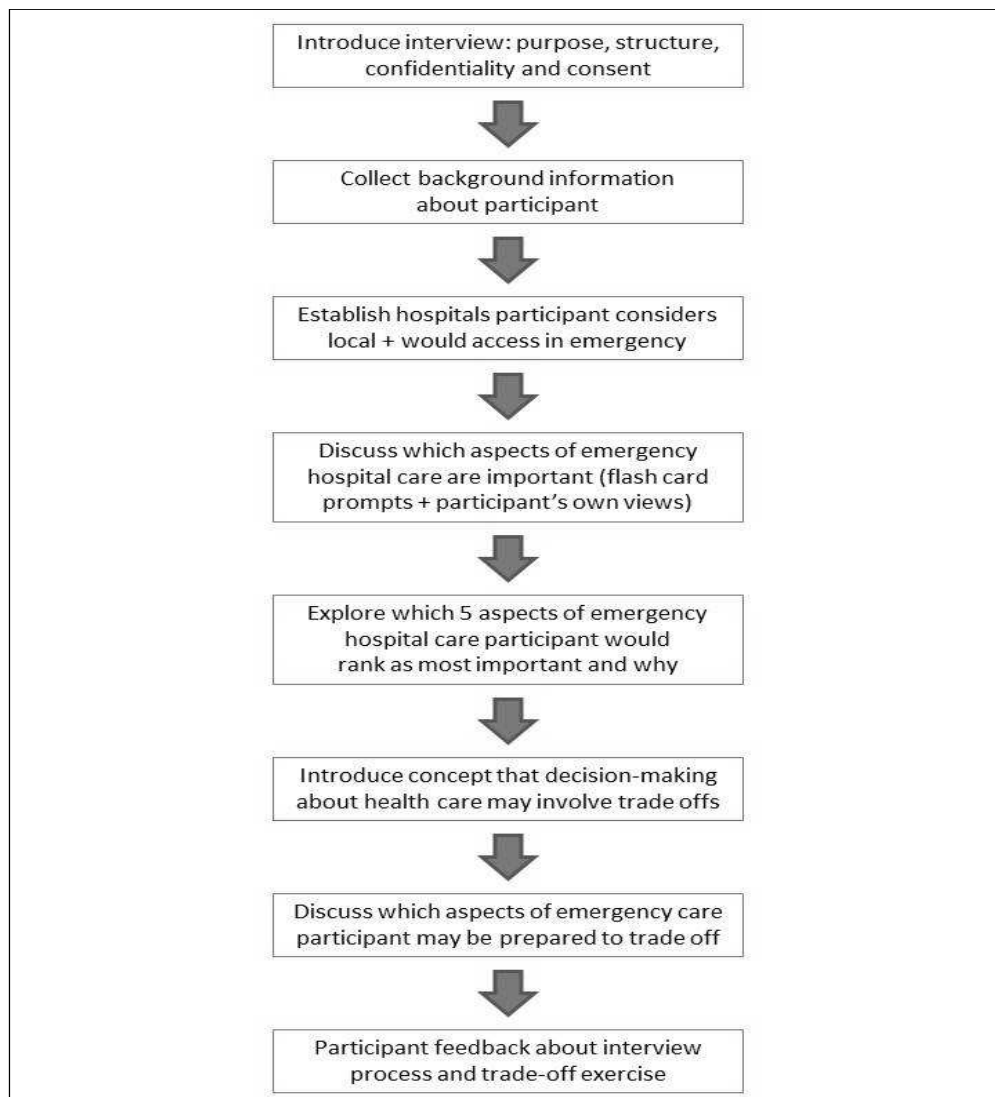 Introduce interview: purpose, structure,
confidentiality and consent
Collect background information
about participant
Establish hospitals participant considers
local + would access in emergency
Discuss which aspects of emergency
hospital care are important (flash card
prompts + participant’s own views)
Explore which 5 aspects of emergency
hospital care participant would
rank as most important and why
Introduce concept that decision-making
about health care may involve trade offs
Discuss which aspects of emergency care
participant may be prepared to trade off
Participant feedback about interview
process and trade-off exercise